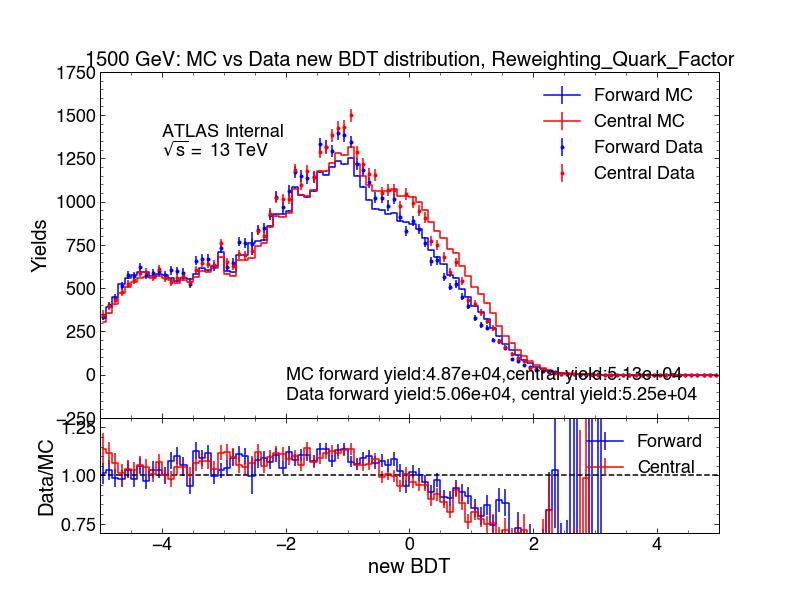 1500 GeV: MC vs Data new BDT distribution, Reweighting_Quark_Factor
1750
1500
1250
1000
750
500
250
0
−250
Yields
ATLAS Internal
√s = 13 TeV
Forward MC
Central MC
Forward Data
Central Data
MC forward yield:4.87e+04,central yield:5.13e+04
Data forward yield:5.06e+04, central yield:5.25e+04
1.25
1.00
0.75
Data/MC
Forward
Central
−4
−2
0
2
4
new BDT